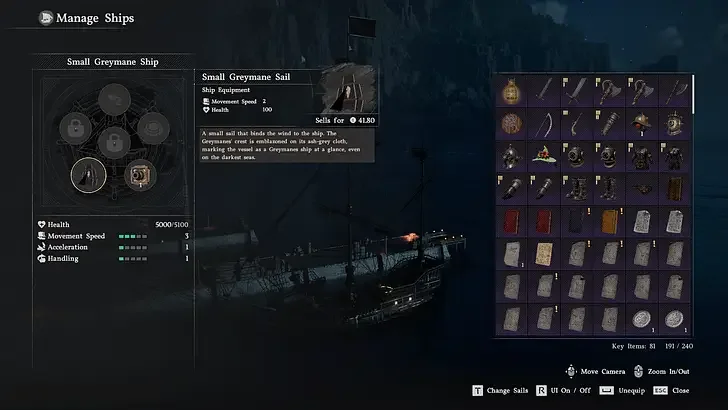 Manage Ships
Small Greymane Ship
Health 5000/5100
Movement Speed 3
Acceleration 1
Handling 1
Small Greymane Sail
Ship Equipment
Movement Speed 2
Health 100
Sells for 41.80
A small sail that binds the wind to the ship. The
Greymanes' crest is emblazoned on its ash-grey cloth,
marking the vessel as a Greymanes ship at a glance, even
on the darkest seas.
1
1
1
Key Items: 81 191 / 240
Move Camera Zoom In/Out
T Change Sails R UI On / Off Unequip ESC Close